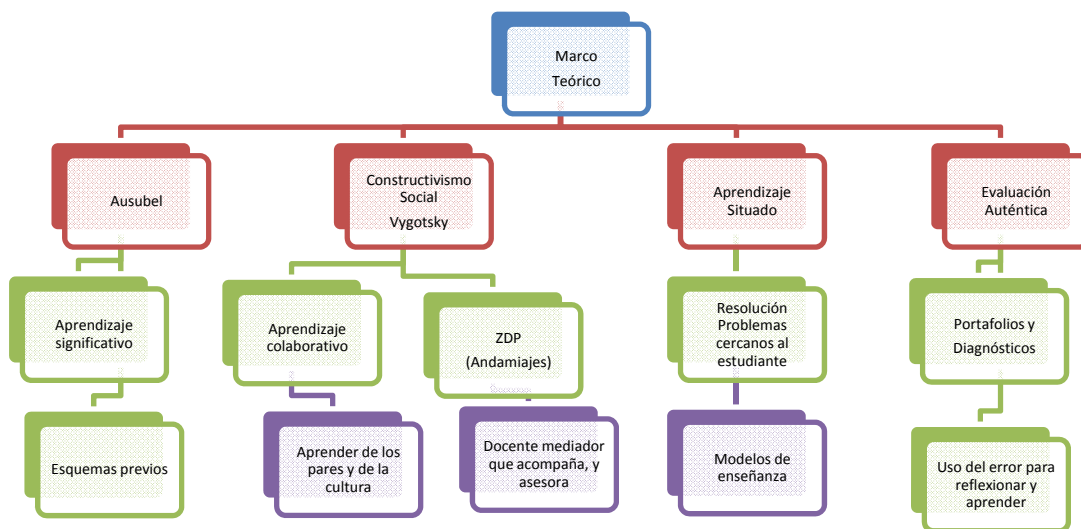 Marco
Teórico
Ausubel
Constructivismo
Social
Vygotsky
Aprendizaje
Situado
Evaluación
Auténtica
Aprendizaje
significativo
Aprendizaje
colaborativo
ZDP
(Andamiajes)
Resolución
Problemas
cercanos al
estudiante
Portafolios y
Diagnósticos
Esquemas previos
Aprender de los
pares y de la
cultura
Docente mediador
que acompaña, y
asesora
Modelos de
enseñanza
Uso del error para
reflexionar y
aprender